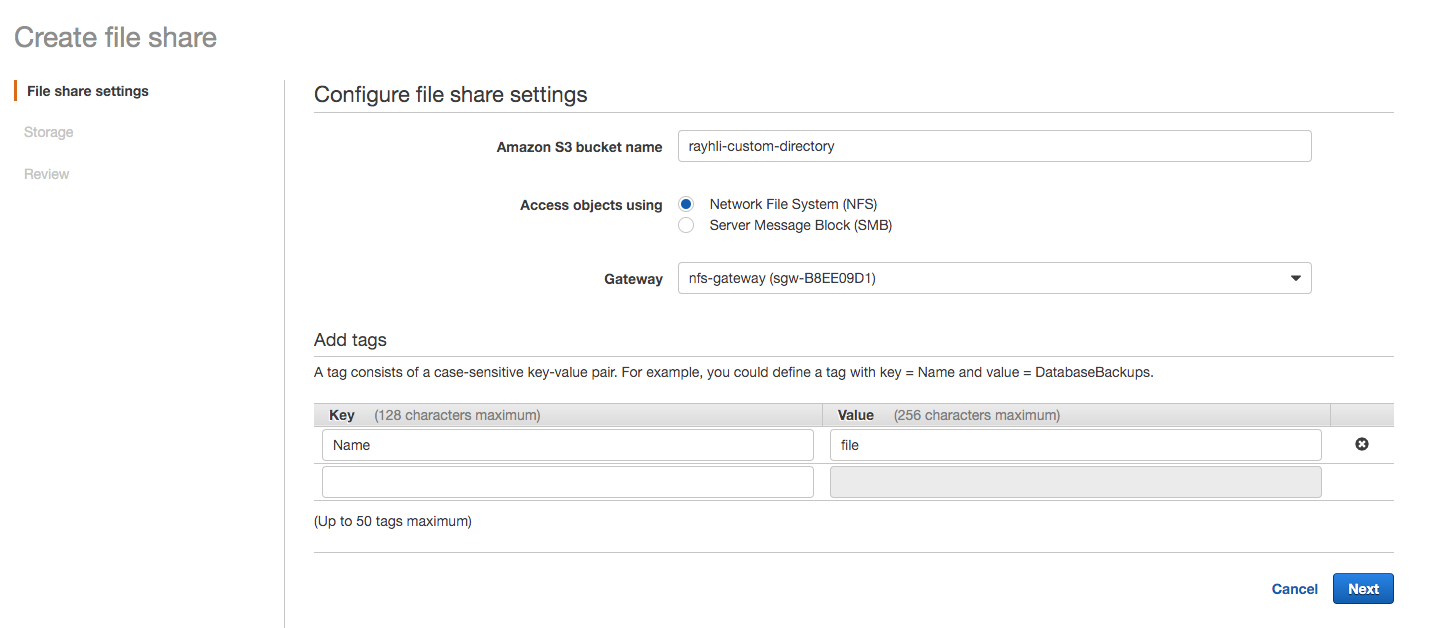 Create file share
File share settings
Storage
Review
Configure file share settings
Amazon S3 bucket name rayhli-custom-directory
Access objects using Network File System (NFS)
Server Message Block (SMB)
Gateway nfs-gateway (sgw-B8EE09D1)
Add tags
A tag consists of a case-sensitive key-value pair. For example, you could define a tag with key = Name and value = DatabaseBackups.
Key (128 characters maximum) Value (256 characters maximum)
Name file
(Up to 50 tags maximum)
Cancel Next